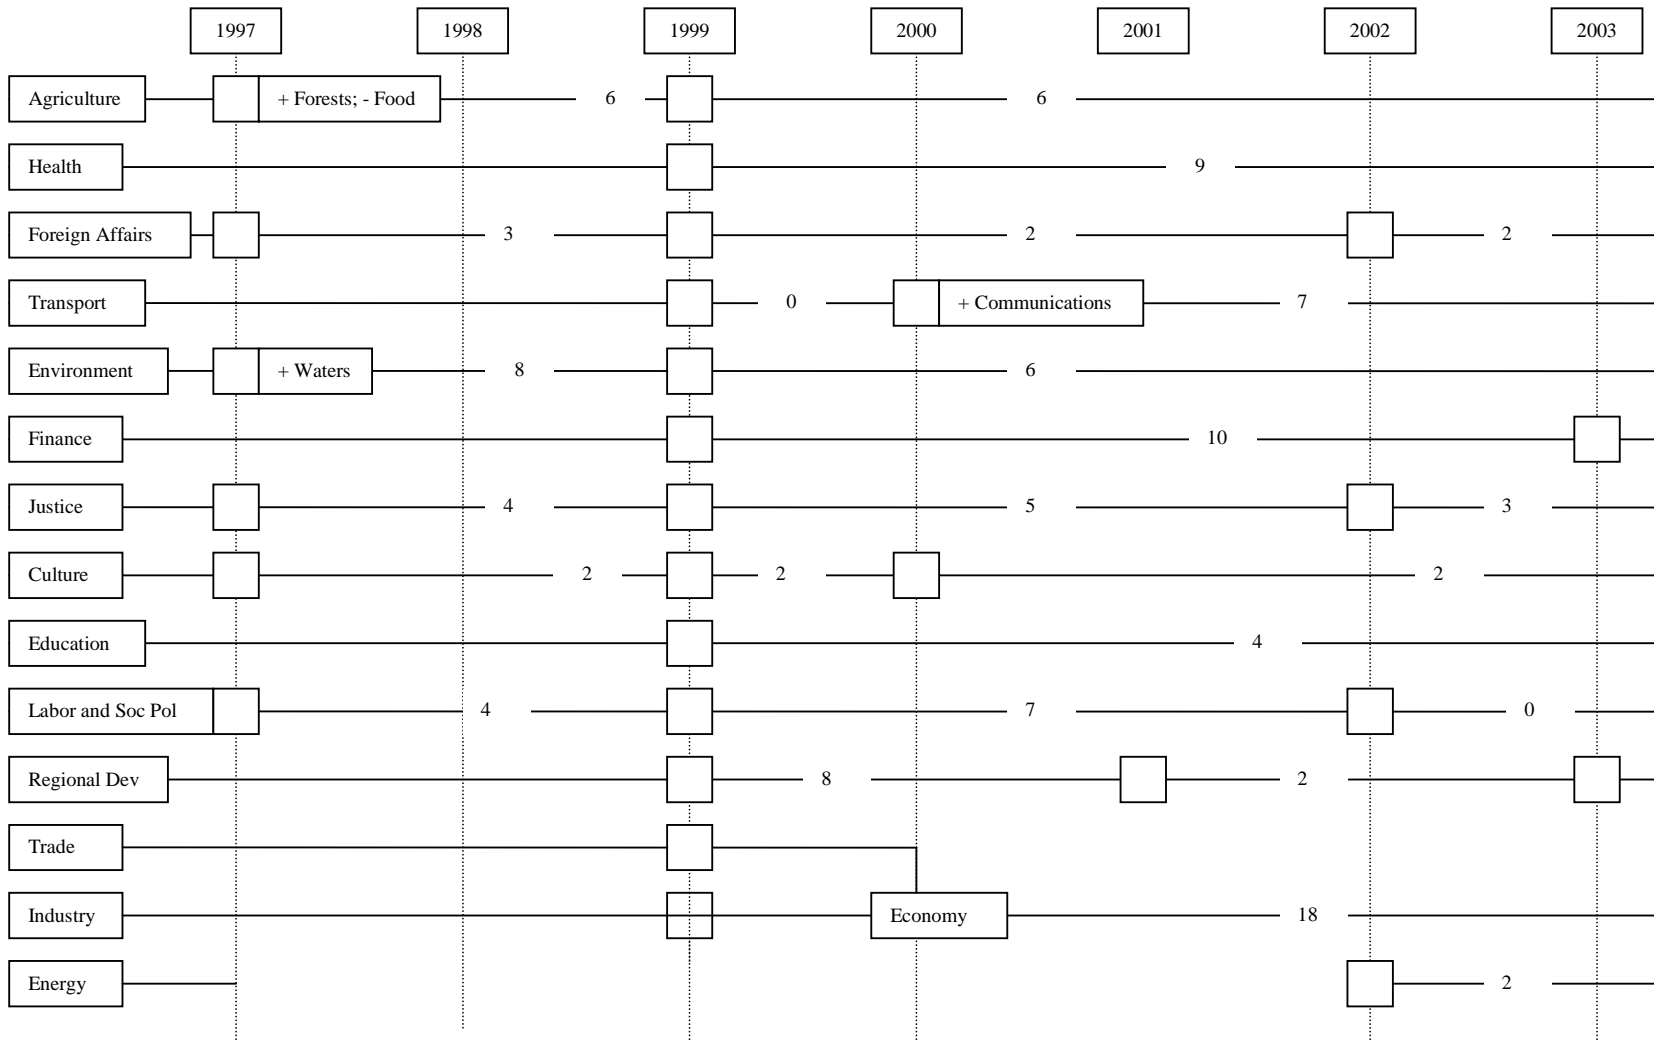 1997 1998 1999 2000 2001 2002 2003
Agriculture + Forests; - Food 6 6
Health 9
Foreign Affairs 3 2 2
Transport 0 + Communications 7
Environment + Waters 8 6
Finance 10
Justice 4 5 3
Culture 2 2 2
Education 4
Labor and Soc Pol 4 7 0
Regional Dev 8 2
Trade
Industry Economy 18
Energy 2